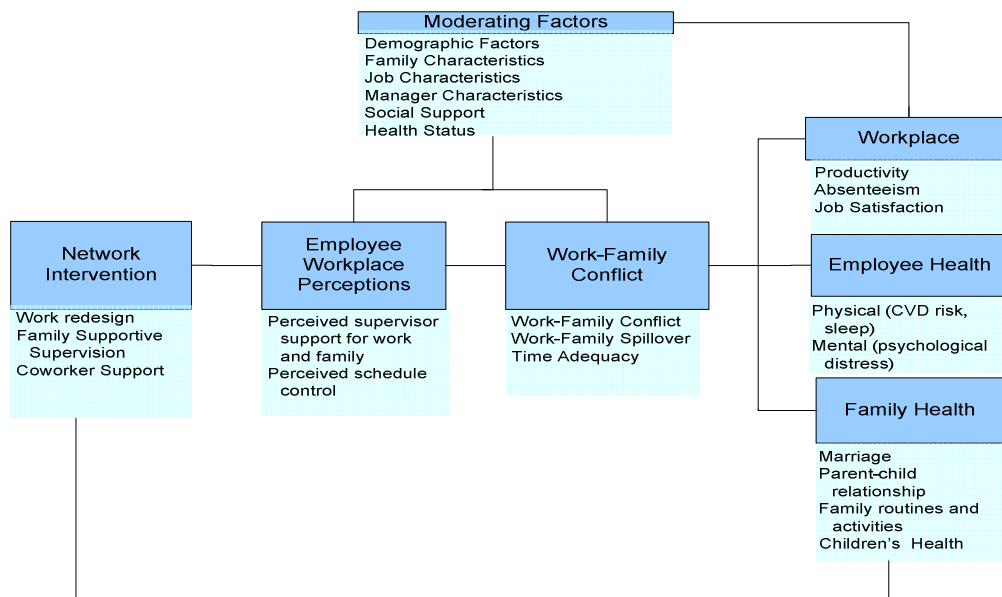 Moderating Factors
Demographic Factors
Family Characteristics
Job Characteristics
Manager Characteristics
Social Support
Health Status
Network
Intervention
Work redesign
Family Supportive
Supervision
Coworker Support
Employee
Workplace
Perceptions
Perceived supervisor
support for work
and family
Perceived schedule
control
Work-Family
Conflict
Work-Family Conflict
Work-Family Spillover
Time Adequacy
Workplace
Productivity
Absenteeism
Job Satisfaction
Employee Health
Physical (CVD risk,
sleep)
Mental (psychological
distress)
Family Health
Marriage
Parent-child
relationship
Family routines and
activities
Children's Health